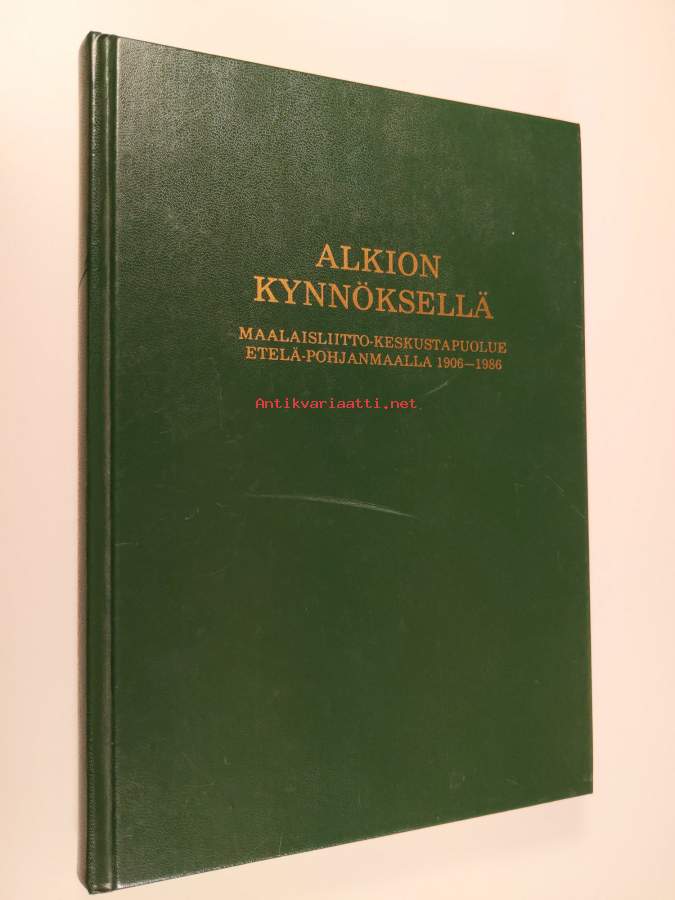 ALKION
KYNNÖKSELLÄ
MAALAISLIITTO-KESKUSTAPUOLUE
ETELÄ-POHJANMAALLA 1906—1986
Antikvariaatti.net